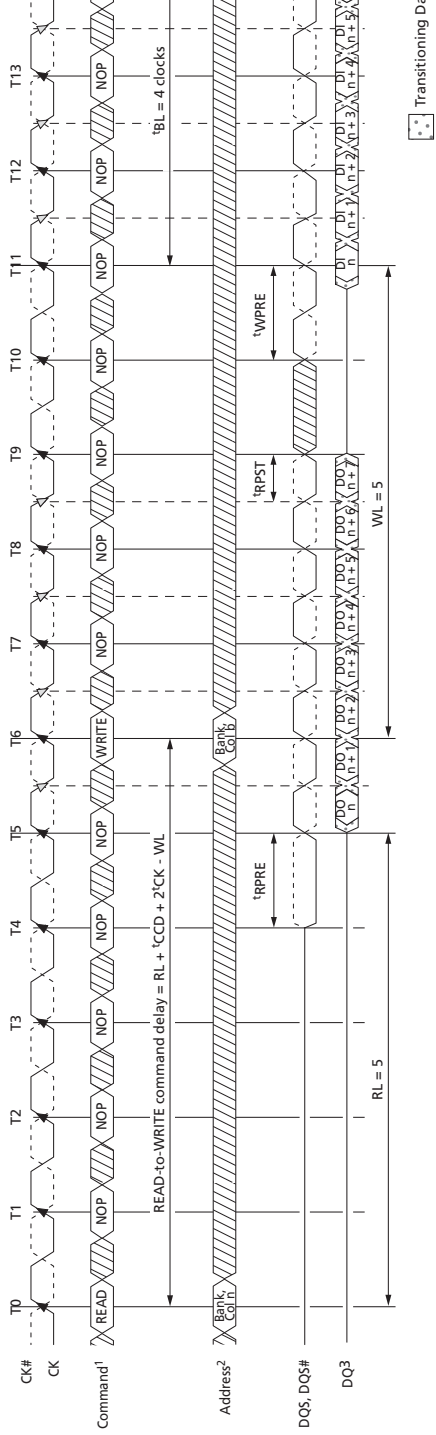 T0 T1 T2 T3 T4 T5 T6 T7 T8 T9 T10 T11 T12 T13
CK#
CK
Command¹ READ NOP NOP NOP NOP NOP WRITE NOP NOP NOP NOP NOP NOP NOP
READ-to-WRITE command delay = RL + ᵗCCD + 2ᵗCK - WL
ᵗBL = 4 clocks
Address² Bank, Col n Bank, Col b
ᵗRPRE ᵗRPST ᵗWPRE
DQS, DQS#
DQ³ DO n DO n + 1 DO n + 2 DO n + 3 DO n + 4 DO n + 5 DO n + 6 DO n + 7 DI n DI n + 1 DI n + 2 DI n + 3 DI n + 4 DI n + 5
RL = 5 WL = 5
Transitioning Da